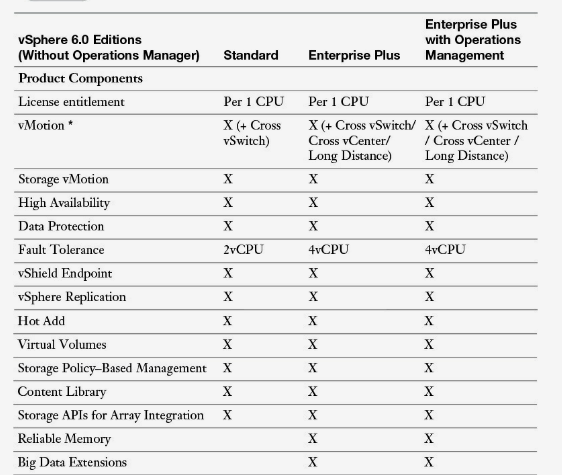 Enterprise Plus
vSphere 6.0 Editions with Operations
(Without Operations Manager) Standard Enterprise Plus Management
Product Components
License entitlement Per 1 CPU Per 1 CPU Per 1 CPU
vMotion * X (+ Cross X (+ Cross vSwitch/ X (+ Cross vSwitch
vSwitch) Cross vCenter/ / Cross vCenter /
Long Distance) Long Distance)
Storage vMotion X X X
High Availability X X X
Data Protection X X X
Fault Tolerance 2vCPU 4vCPU 4vCPU
vShield Endpoint X X X
vSphere Replication X X X
Hot Add X X X
Virtual Volumes X X X
Storage Policy–Based Management X X X
Content Library X X X
Storage APIs for Array Integration X X X
Reliable Memory X X
Big Data Extensions X X